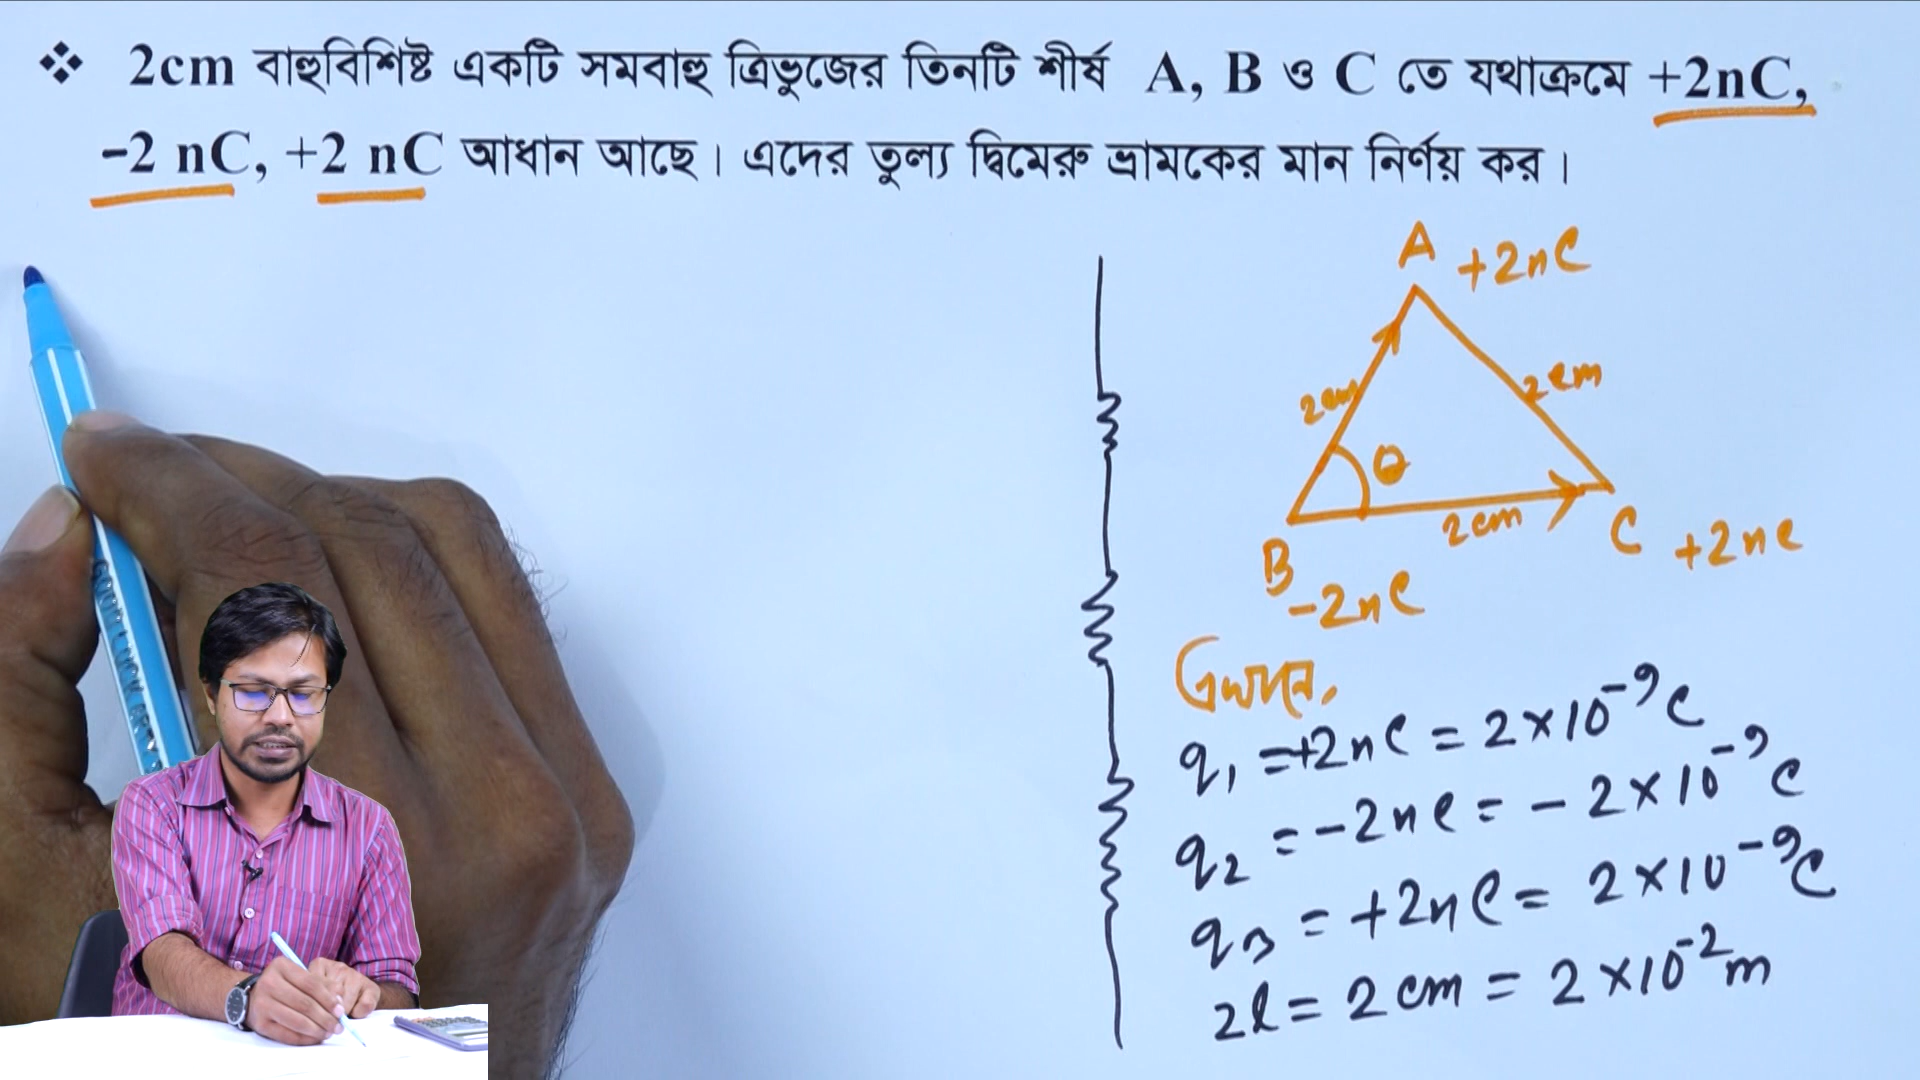 ❖ 2cm বাহুবিশিষ্ট একটি সমবাহু ত্রিভুজের তিনটি শীর্ষ A, B ও C তে যথাক্রমে +2nC,
-2 nC, +2 nC আধান আছে। এদের তুল্য দ্বিমেরু ভ্রামকের মান নির্ণয় কর।
A +2nC
2cm 2cm
θ
2cm
B C +2nC
-2nC
এখানে,
q₁ = +2nC = 2×10⁻⁹C
q₂ = -2nC = -2×10⁻⁹C
q₃ = +2nC = 2×10⁻⁹C
2l = 2cm = 2×10⁻²m